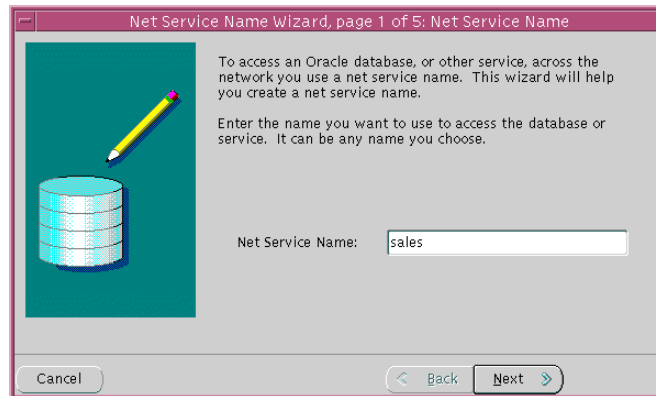 Net Service Name Wizard, page 1 of 5: Net Service Name
To access an Oracle database, or other service, across the
network you use a net service name. This wizard will help
you create a net service name.
Enter the name you want to use to access the database or
service. It can be any name you choose.
Net Service Name: sales
Cancel Back Next